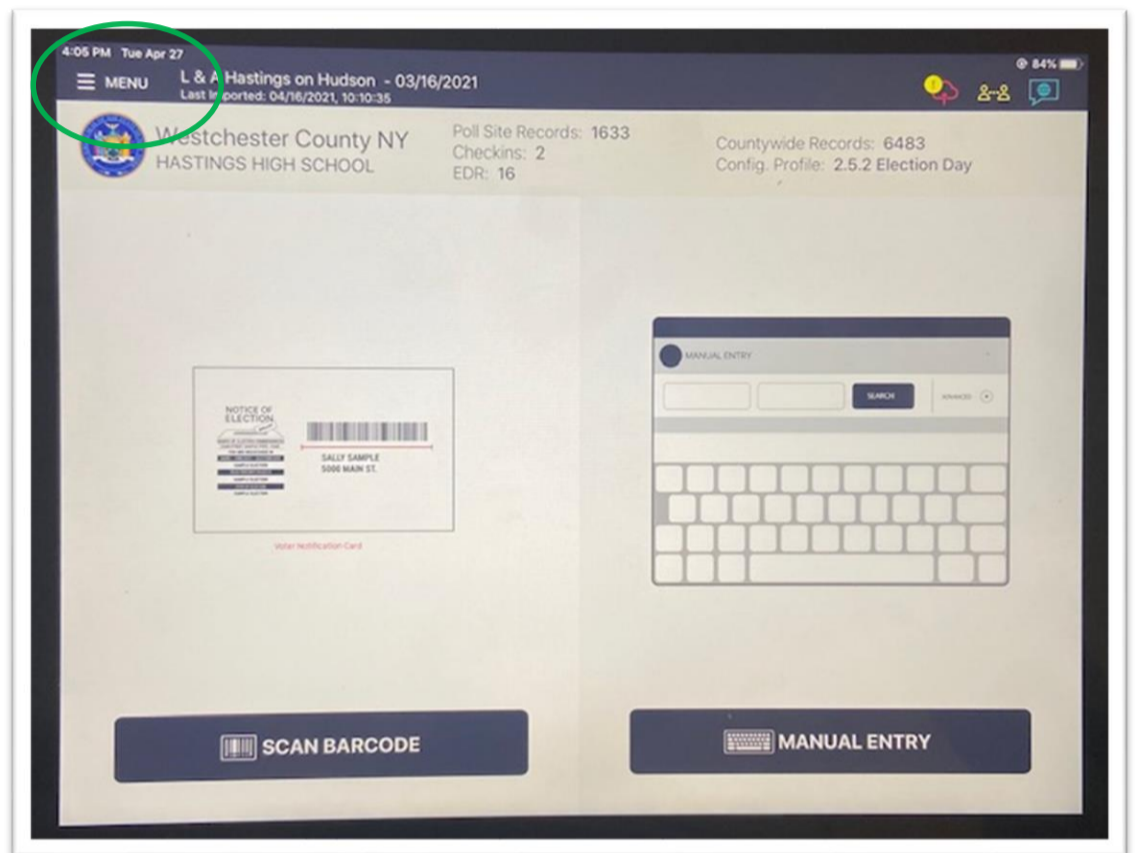 4:05 PM Tue Apr 27
84%
MENU
L & A Hastings on Hudson - 03/16/2021
Last Imported: 04/16/2021, 10:10:35
Westchester County NY
HASTINGS HIGH SCHOOL
Poll Site Records: 1633
Checkins: 2
EDR: 16
Countywide Records: 6483
Config. Profile: 2.5.2 Election Day
NOTICE OF
ELECTION
SALLY SAMPLE
5000 MAIN ST.
Voter Notification Card
MANUAL ENTRY
SEARCH
ADVANCED
SCAN BARCODE
MANUAL ENTRY